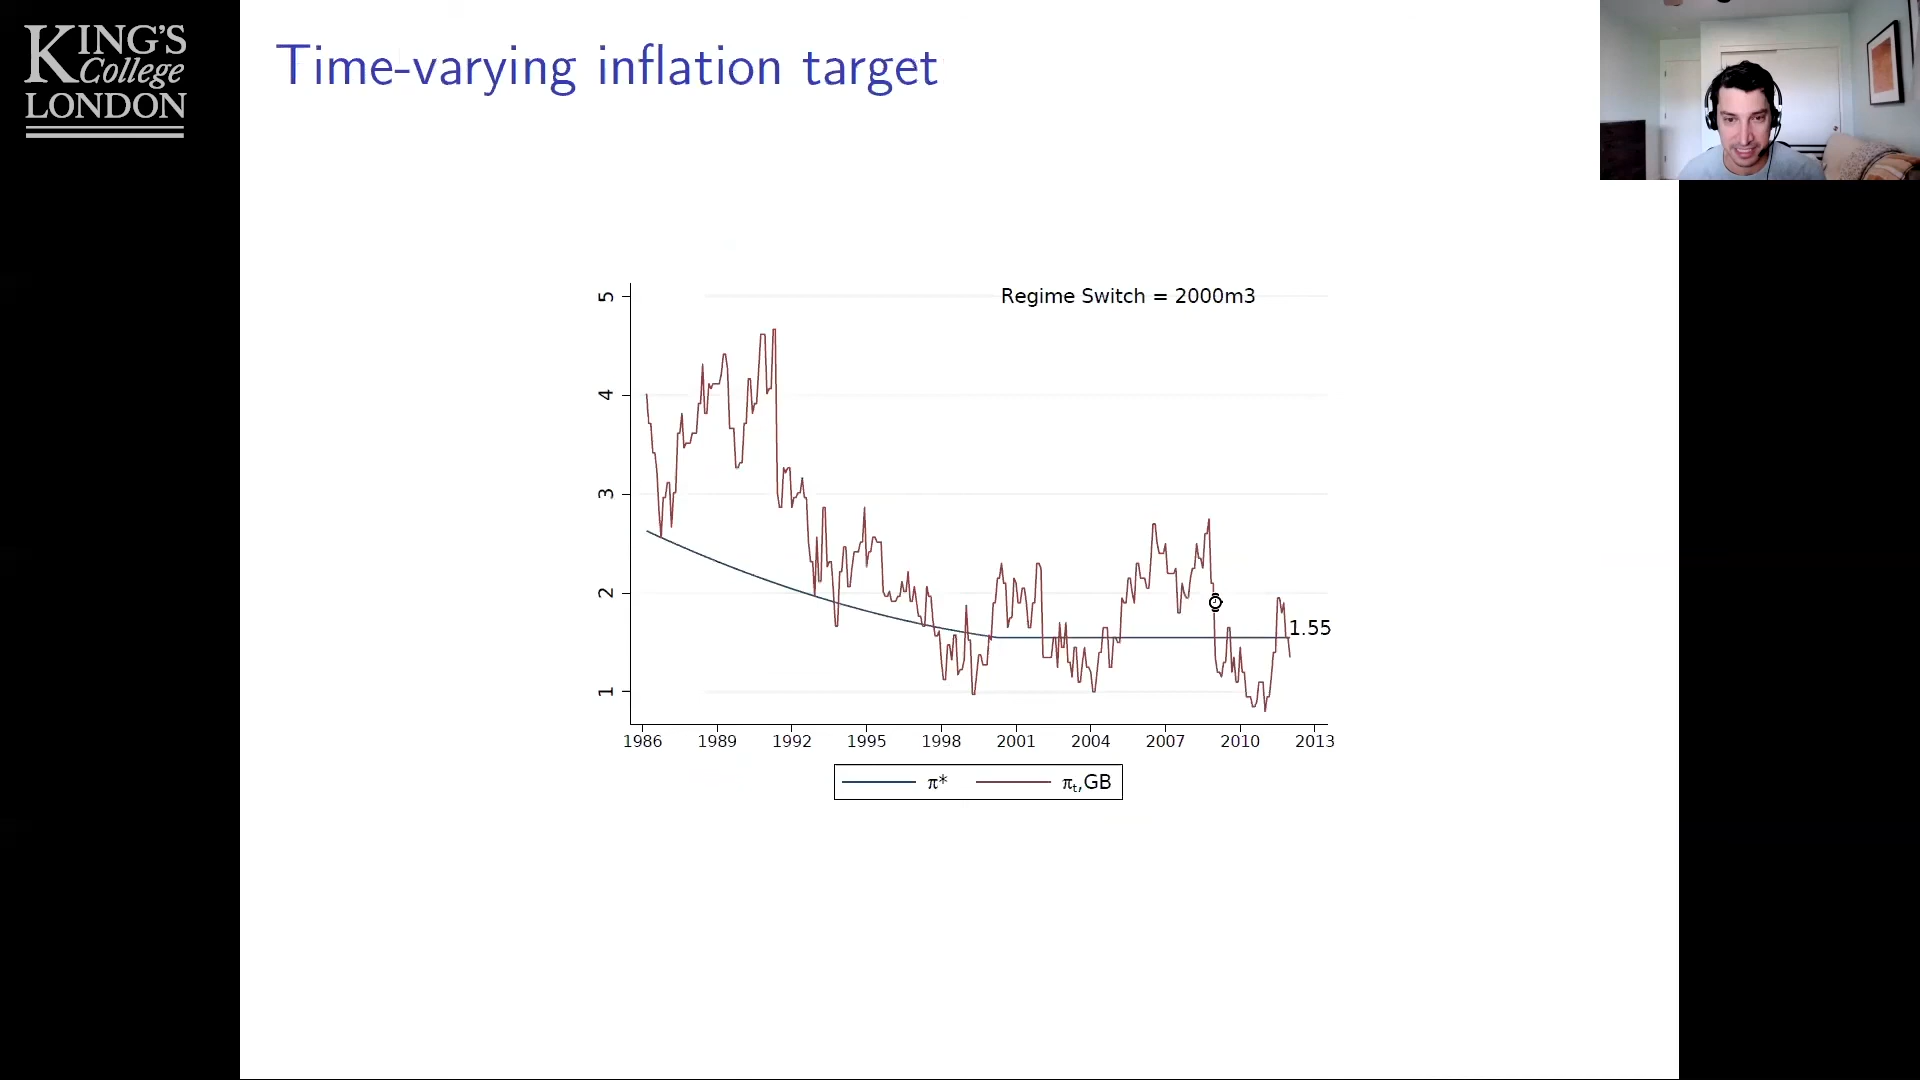 KING'S
College
LONDON
Time-varying inflation target
Regime Switch = 2000m3
5
4
3
2
1
1.55
1986 1989 1992 1995 1998 2001 2004 2007 2010 2013
π* πt,GB